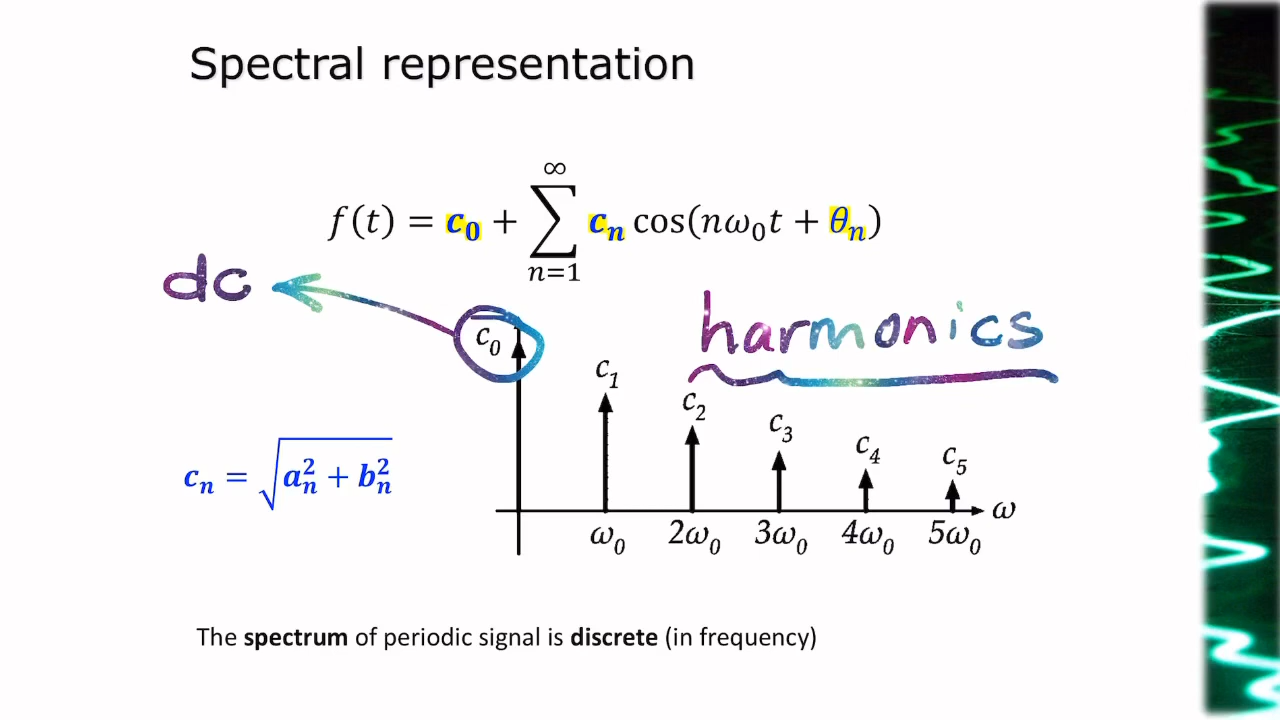 Spectral representation
f(t) = c₀ + ∑_{n=1}^{∞} cₙ cos(nω₀t + θₙ)
dc
harmonics
c₀
c₁
c₂
c₃
c₄
c₅
cₙ = √(aₙ² + bₙ²)
ω
ω₀ 2ω₀ 3ω₀ 4ω₀ 5ω₀
The spectrum of periodic signal is discrete (in frequency)